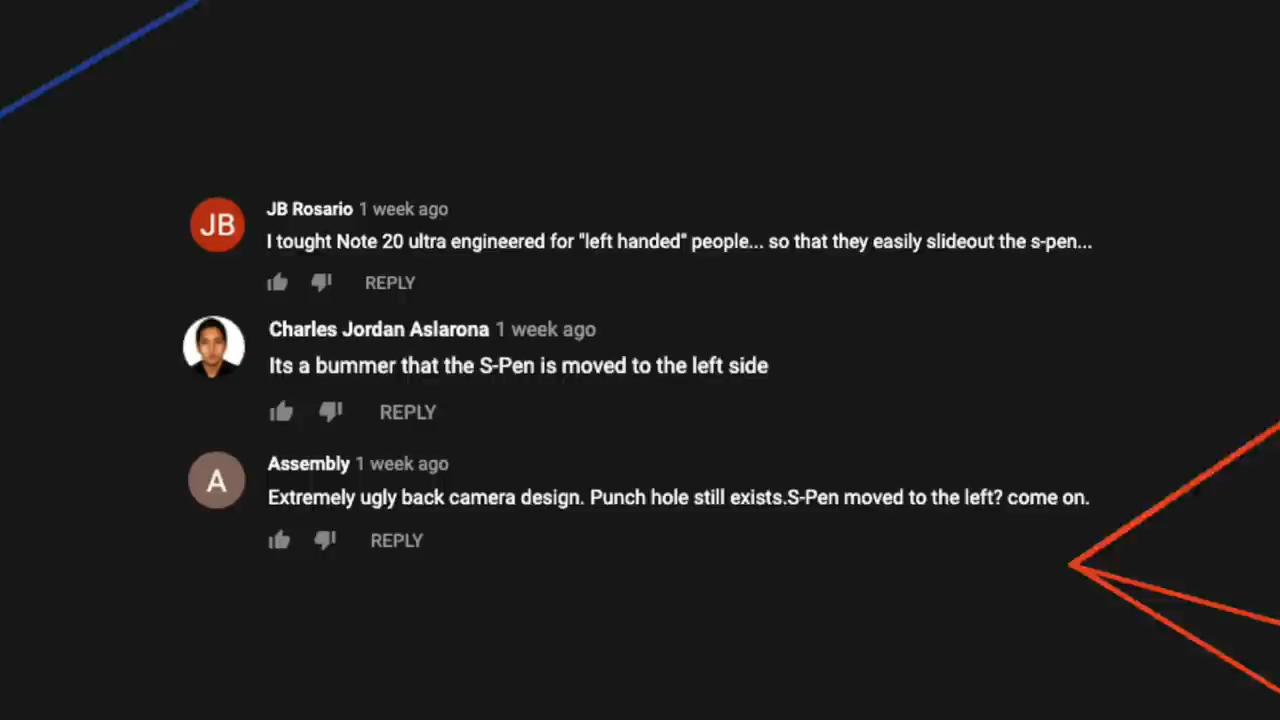 JB
JB Rosario 1 week ago
I tought Note 20 ultra engineered for "left handed" people... so that they easily slideout the s-pen...
REPLY
Charles Jordan Aslarona 1 week ago
Its a bummer that the S-Pen is moved to the left side
REPLY
A
Assembly 1 week ago
Extremely ugly back camera design. Punch hole still exists.S-Pen moved to the left? come on.
REPLY